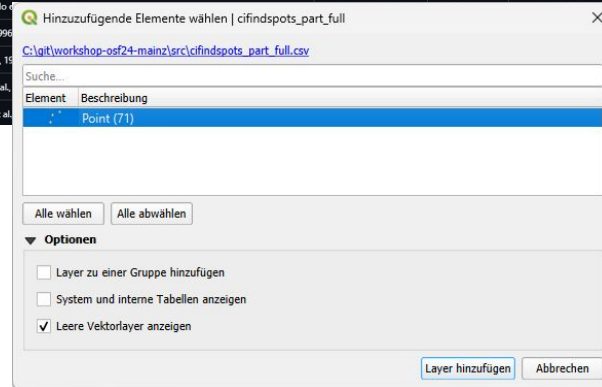 Hinzuzufügende Elemente wählen | cifindspots_part_full
C:\git\workshop-osf24-mainz\src\cifindspots_part_full.csv
Suche...
Element Beschreibung
Point (71)
Alle wählen Alle abwählen
Optionen
Layer zu einer Gruppe hinzufügen
System und interne Tabellen anzeigen
Leere Vektorlayer anzeigen
Layer hinzufügen Abbrechen